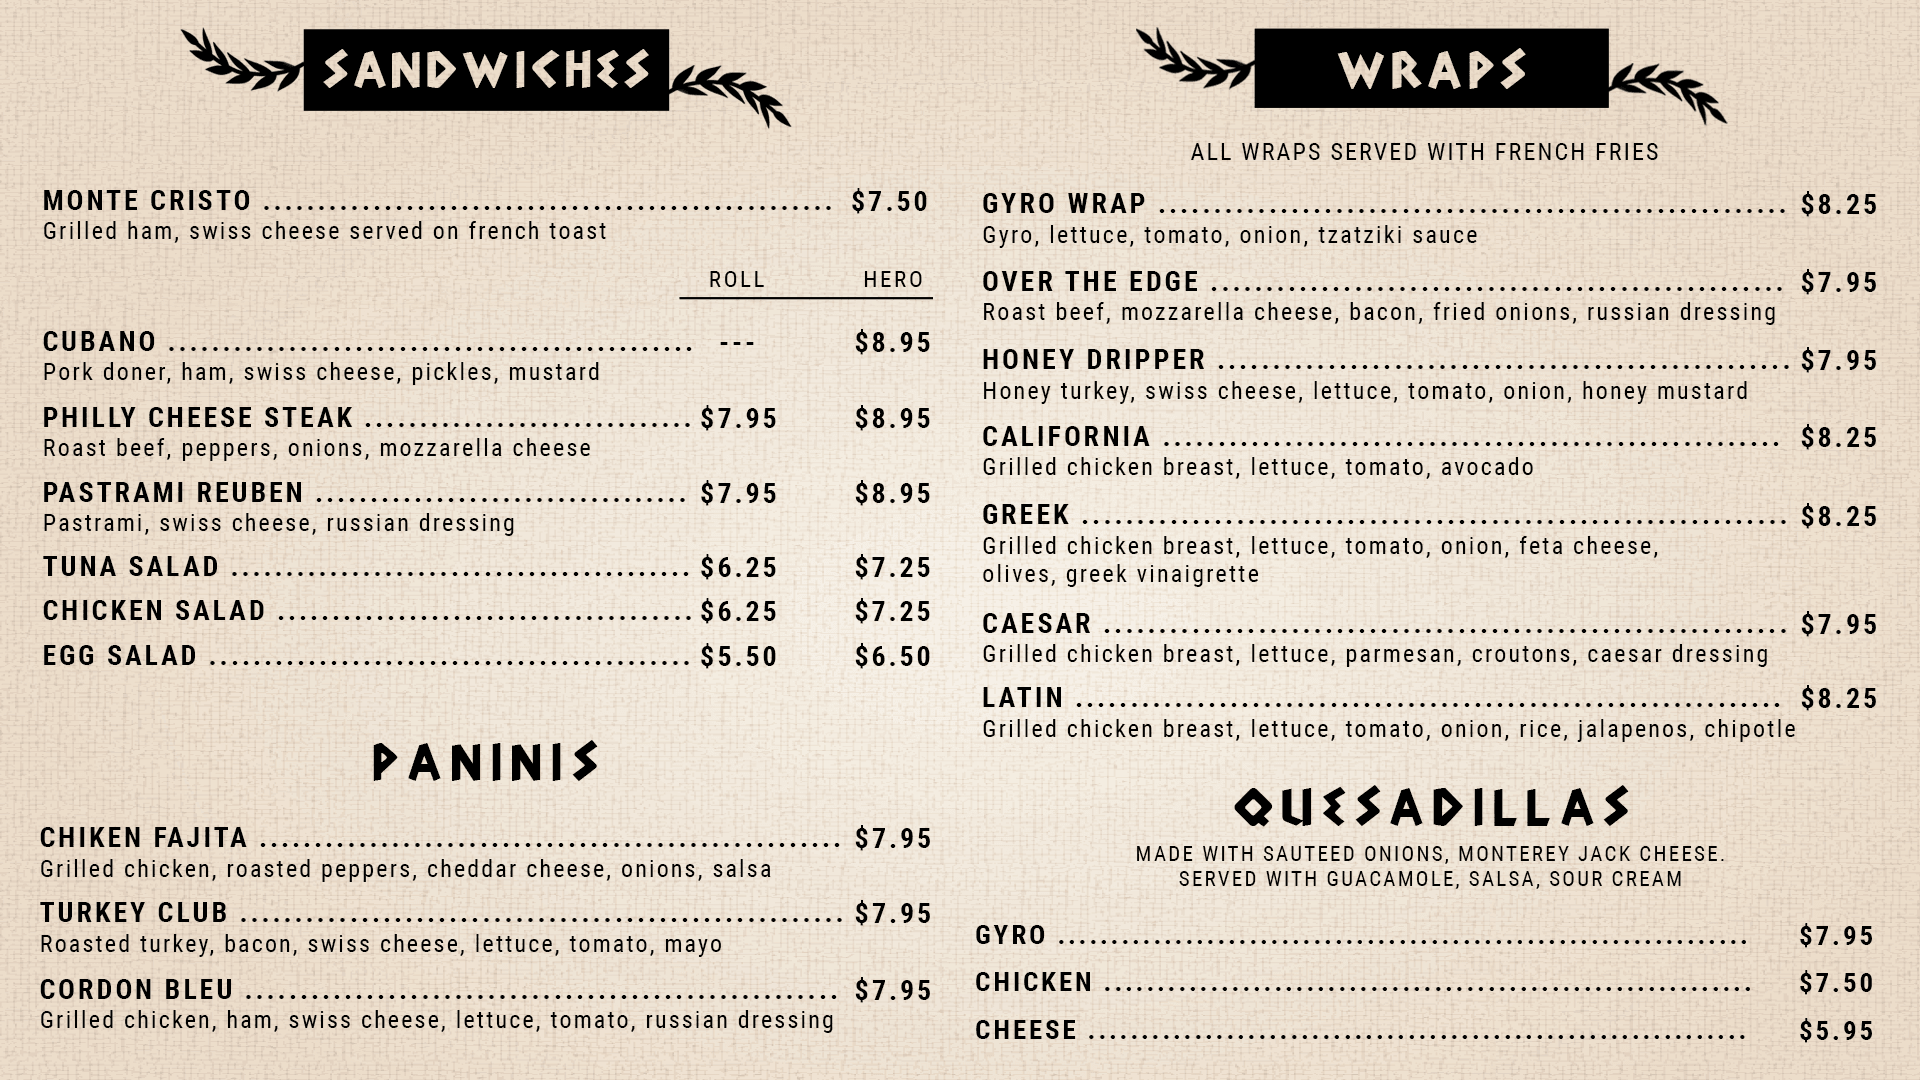 SANDWICHES
MONTE CRISTO ................................................................ $7.50
Grilled ham, swiss cheese served on french toast
ROLL HERO
CUBANO ........................................................... --- $8.95
Pork doner, ham, swiss cheese, pickles, mustard
PHILLY CHEESE STEAK .................................... $7.95 $8.95
Roast beef, peppers, onions, mozzarella cheese
PASTRAMI REUBEN ......................................... $7.95 $8.95
Pastrami, swiss cheese, russian dressing
TUNA SALAD ................................................... $6.25 $7.25
CHICKEN SALAD .............................................. $6.25 $7.25
EGG SALAD ..................................................... $5.50 $6.50
PANINIS
CHIKEN FAJITA ................................................................. $7.95
Grilled chicken, roasted peppers, cheddar cheese, onions, salsa
TURKEY CLUB ................................................................... $7.95
Roasted turkey, bacon, swiss cheese, lettuce, tomato, mayo
CORDON BLEU .................................................................. $7.95
Grilled chicken, ham, swiss cheese, lettuce, tomato, russian dressing
WRAPS
ALL WRAPS SERVED WITH FRENCH FRIES
GYRO WRAP ...................................................................... $8.25
Gyro, lettuce, tomato, onion, tzatziki sauce
OVER THE EDGE ................................................................ $7.95
Roast beef, mozzarella cheese, bacon, fried onions, russian dressing
HONEY DRIPPER ................................................................ $7.95
Honey turkey, swiss cheese, lettuce, tomato, onion, honey mustard
CALIFORNIA ..................................................................... $8.25
Grilled chicken breast, lettuce, tomato, avocado
GREEK .............................................................................. $8.25
Grilled chicken breast, lettuce, tomato, onion, feta cheese,
olives, greek vinaigrette
CAESAR ............................................................................ $7.95
Grilled chicken breast, lettuce, parmesan, croutons, caesar dressing
LATIN ............................................................................... $8.25
Grilled chicken breast, lettuce, tomato, onion, rice, jalapenos, chipotle
QUESADILLAS
MADE WITH SAUTEED ONIONS, MONTEREY JACK CHEESE.
SERVED WITH GUACAMOLE, SALSA, SOUR CREAM
GYRO ............................................................................. $7.95
CHICKEN ........................................................................ $7.50
CHEESE ......................................................................... $5.95